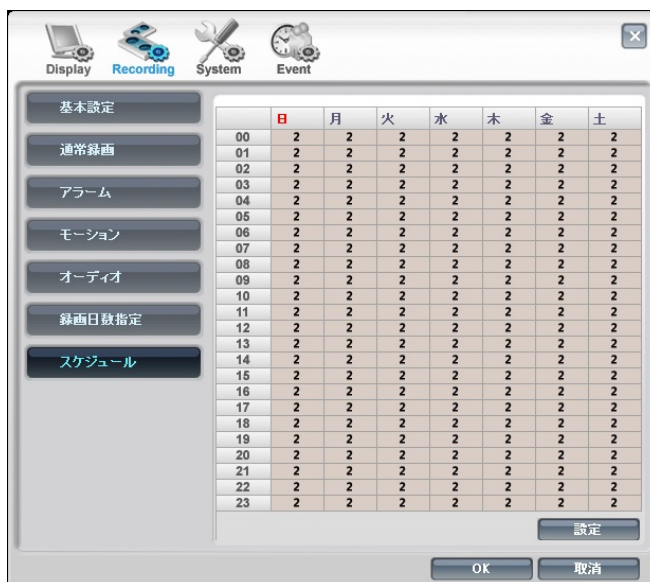 Display Recording System Event
基本設定
通常録画
アラーム
モーション
オーディオ
録画日数指定
スケジュール
日 月 火 水 木 金 土
00 2 2 2 2 2 2 2
01 2 2 2 2 2 2 2
02 2 2 2 2 2 2 2
03 2 2 2 2 2 2 2
04 2 2 2 2 2 2 2
05 2 2 2 2 2 2 2
06 2 2 2 2 2 2 2
07 2 2 2 2 2 2 2
08 2 2 2 2 2 2 2
09 2 2 2 2 2 2 2
10 2 2 2 2 2 2 2
11 2 2 2 2 2 2 2
12 2 2 2 2 2 2 2
13 2 2 2 2 2 2 2
14 2 2 2 2 2 2 2
15 2 2 2 2 2 2 2
16 2 2 2 2 2 2 2
17 2 2 2 2 2 2 2
18 2 2 2 2 2 2 2
19 2 2 2 2 2 2 2
20 2 2 2 2 2 2 2
21 2 2 2 2 2 2 2
22 2 2 2 2 2 2 2
23 2 2 2 2 2 2 2
設定
OK 取消